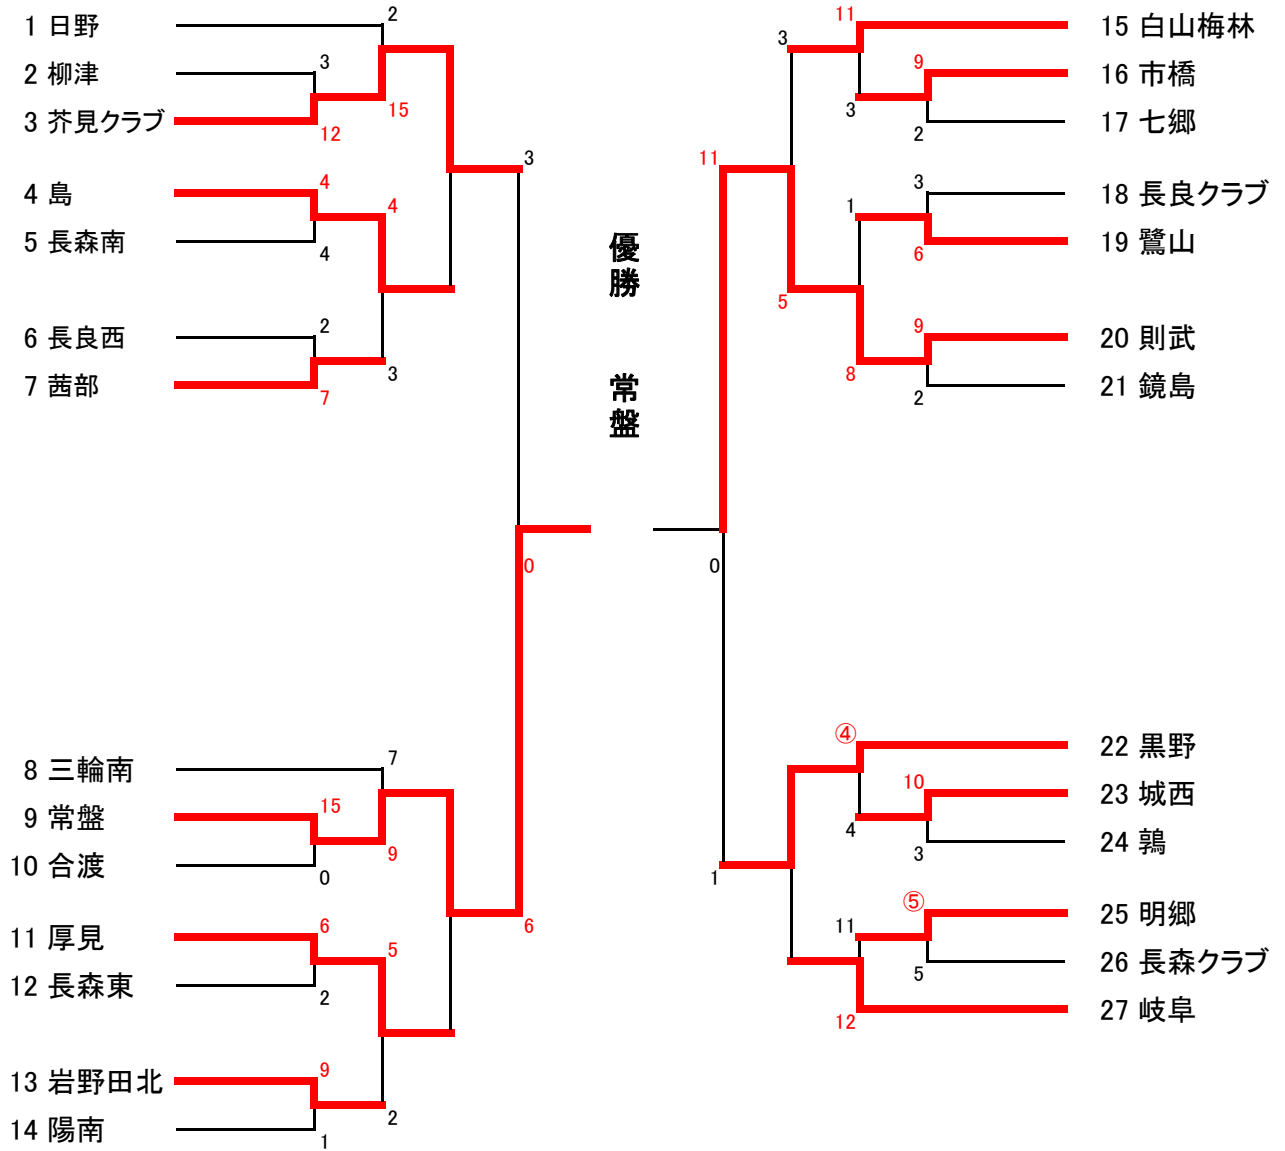 1 日野
2
3
2 柳津
15
3 芥見クラブ
12
4 島
4
4
5 長森南
4
6 長良西
2
3
7 茜部
7
3
優勝 常盤
0
8 三輪南
7
9 常盤
15
9
10 合渡
0
11 厚見
6
5
6
12 長森東
2
13 岩野田北
9
2
14 陽南
1
11
15 白山梅林
3
9
16 市橋
3
2
17 七郷
11
3
18 長良クラブ
1
19 鷺山
6
5
9
20 則武
8
2
21 鏡島
0
④
22 黒野
10
23 城西
4
3
24 鶉
1
⑤
25 明郷
11
5
26 長森クラブ
12
27 岐阜